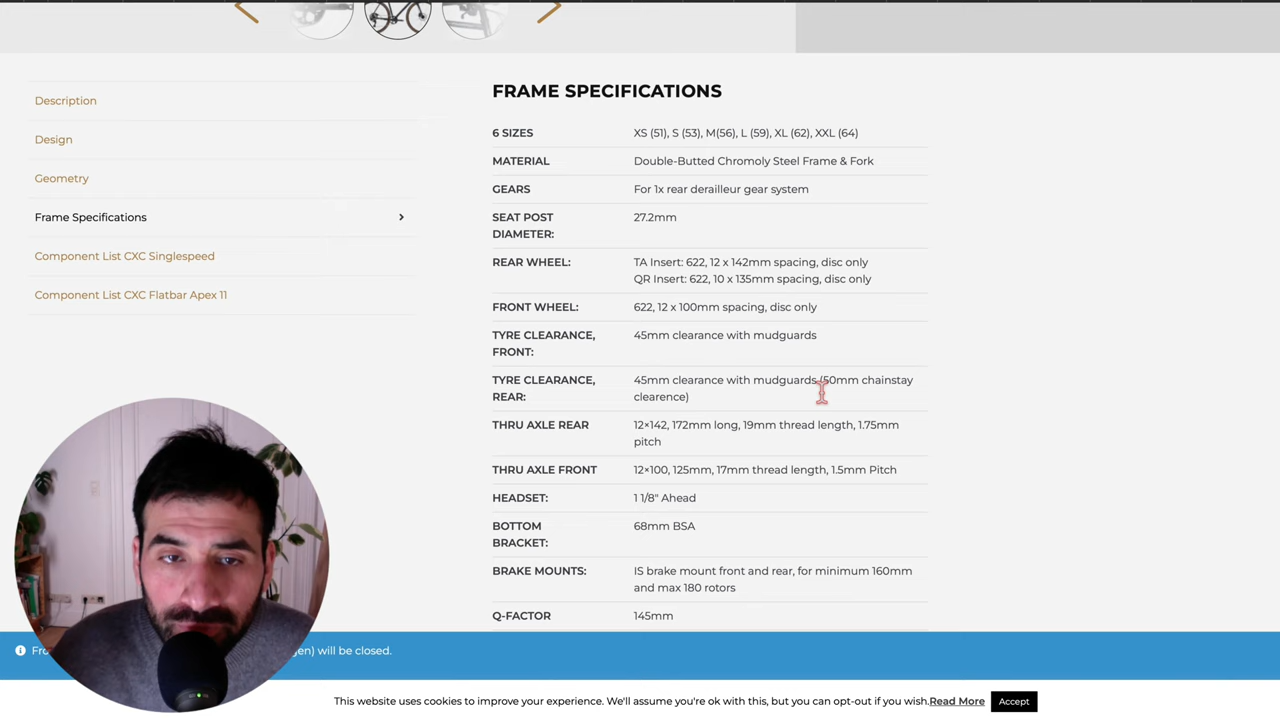 Description
Design
Geometry
Frame Specifications
Component List CXC Singlespeed
Component List CXC Flatbar Apex 11
FRAME SPECIFICATIONS
6 SIZES XS (51), S (53), M(56), L (59), XL (62), XXL (64)
MATERIAL Double-Butted Chromoly Steel Frame & Fork
GEARS For 1x rear derailleur gear system
SEAT POST 27.2mm
DIAMETER:
REAR WHEEL: TA Insert: 622, 12 x 142mm spacing, disc only
QR Insert: 622, 10 x 135mm spacing, disc only
FRONT WHEEL: 622, 12 x 100mm spacing, disc only
TYRE CLEARANCE, 45mm clearance with mudguards
FRONT:
TYRE CLEARANCE, 45mm clearance with mudguards (50mm chainstay
REAR: clearence)
THRU AXLE REAR 12×142, 172mm long, 19mm thread length, 1.75mm
pitch
THRU AXLE FRONT 12×100, 125mm, 17mm thread length, 1.5mm Pitch
HEADSET: 1 1/8" Ahead
BOTTOM 68mm BSA
BRACKET:
BRAKE MOUNTS: IS brake mount front and rear, for minimum 160mm
and max 180 rotors
Q-FACTOR 145mm
will be closed.
This website uses cookies to improve your experience. We'll assume you're ok with this, but you can opt-out if you wish. Read More Accept